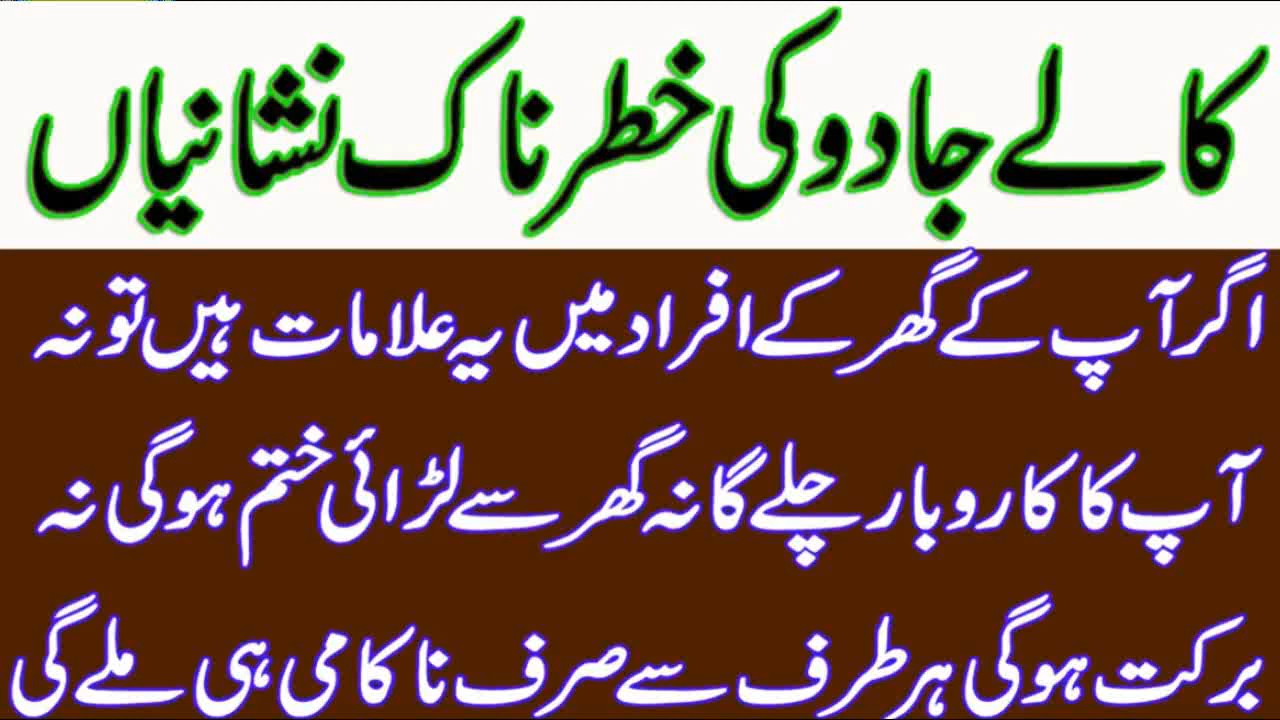 کالے جادو کی خطرناک نشانیاں
اگر آپ کے گھر کے افراد میں یہ علامات ہیں تو نہ
آپ کا کاروبار چلے گا نہ گھر سے لڑائی ختم ہوگی نہ
برکت ہوگی ہر طرف سے صرف ناکامی ہی ملے گی